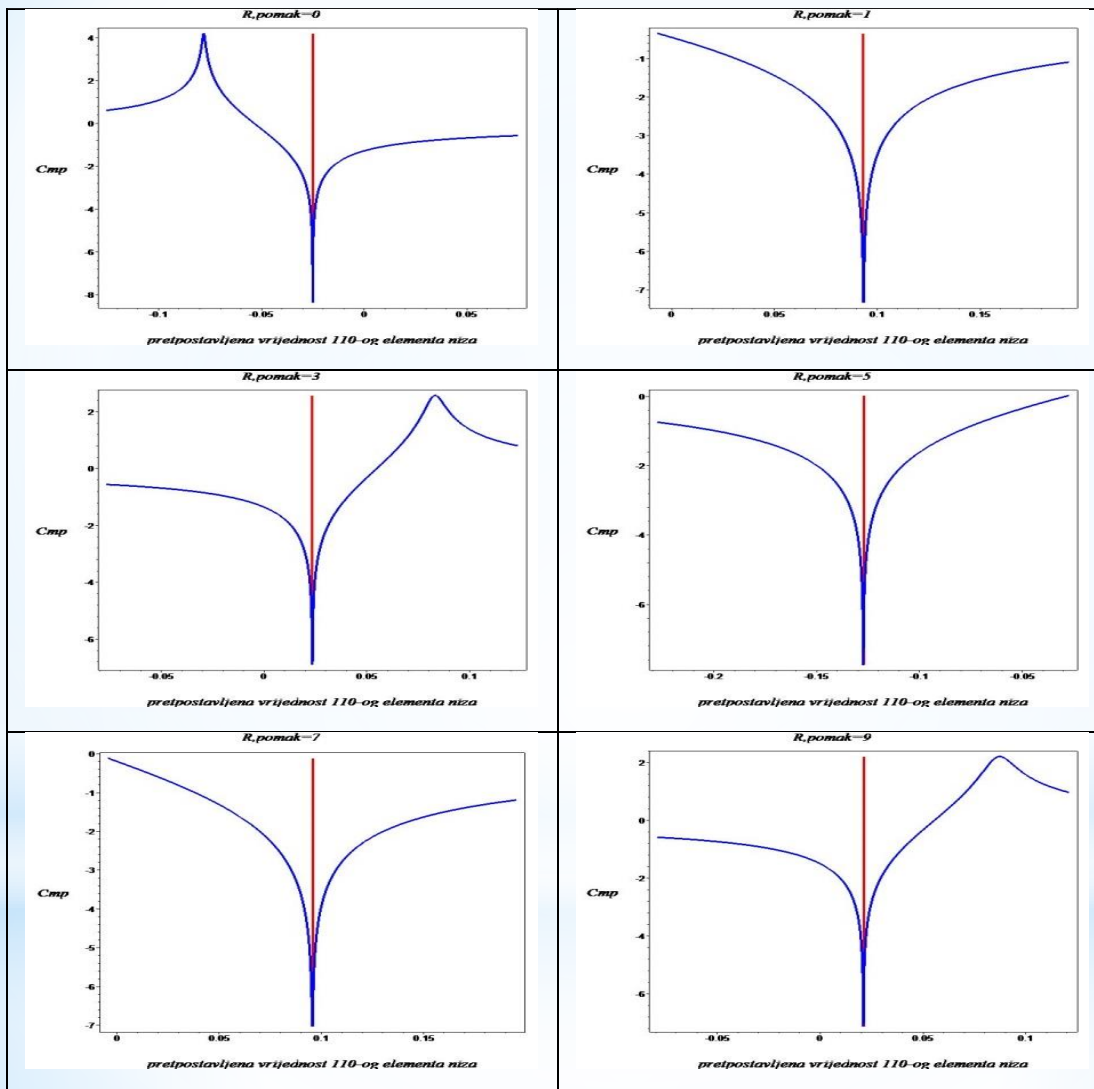 R,pomak=0
4
2
0
Cmp
-2
-4
-6
-8
-0.1 -0.05 0 0.05
pretpostavljena vrijednost 110-og elementa niza
R,pomak=1
-1
-2
-3
Cmp
-4
-5
-6
-7
0 0.05 0.1 0.15
pretpostavljena vrijednost 110-og elementa niza
R,pomak=3
2
0
Cmp
-2
-4
-6
0 0.05 0.1
pretpostavljena vrijednost 110-og elementa niza
R,pomak=5
0
-2
Cmp
-4
-6
-0.2 -0.15 -0.1 -0.05
pretpostavljena vrijednost 110-og elementa niza
R,pomak=7
0
-1
-2
-3
Cmp
-4
-5
-6
-7
0 0.05 0.1 0.15
pretpostavljena vrijednost 110-og elementa niza
R,pomak=9
2
0
-2
Cmp
-4
-6
-0.05 0 0.05 0.1
pretpostavljena vrijednost 110-og elementa niza